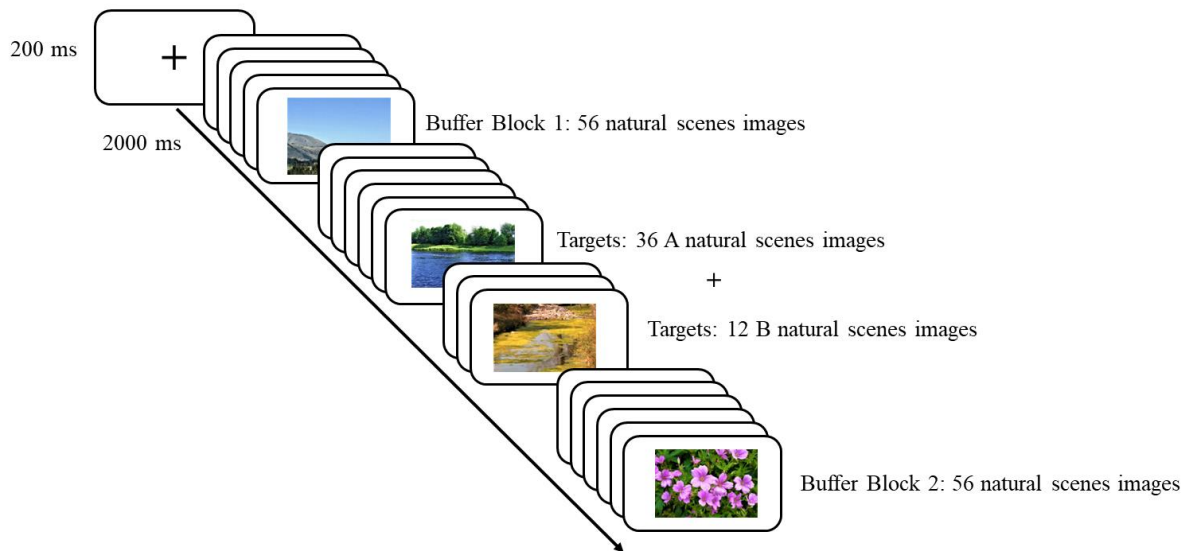 200 ms
+
2000 ms
Buffer Block 1: 56 natural scenes images
Targets: 36 A natural scenes images
+
Targets: 12 B natural scenes images
Buffer Block 2: 56 natural scenes images